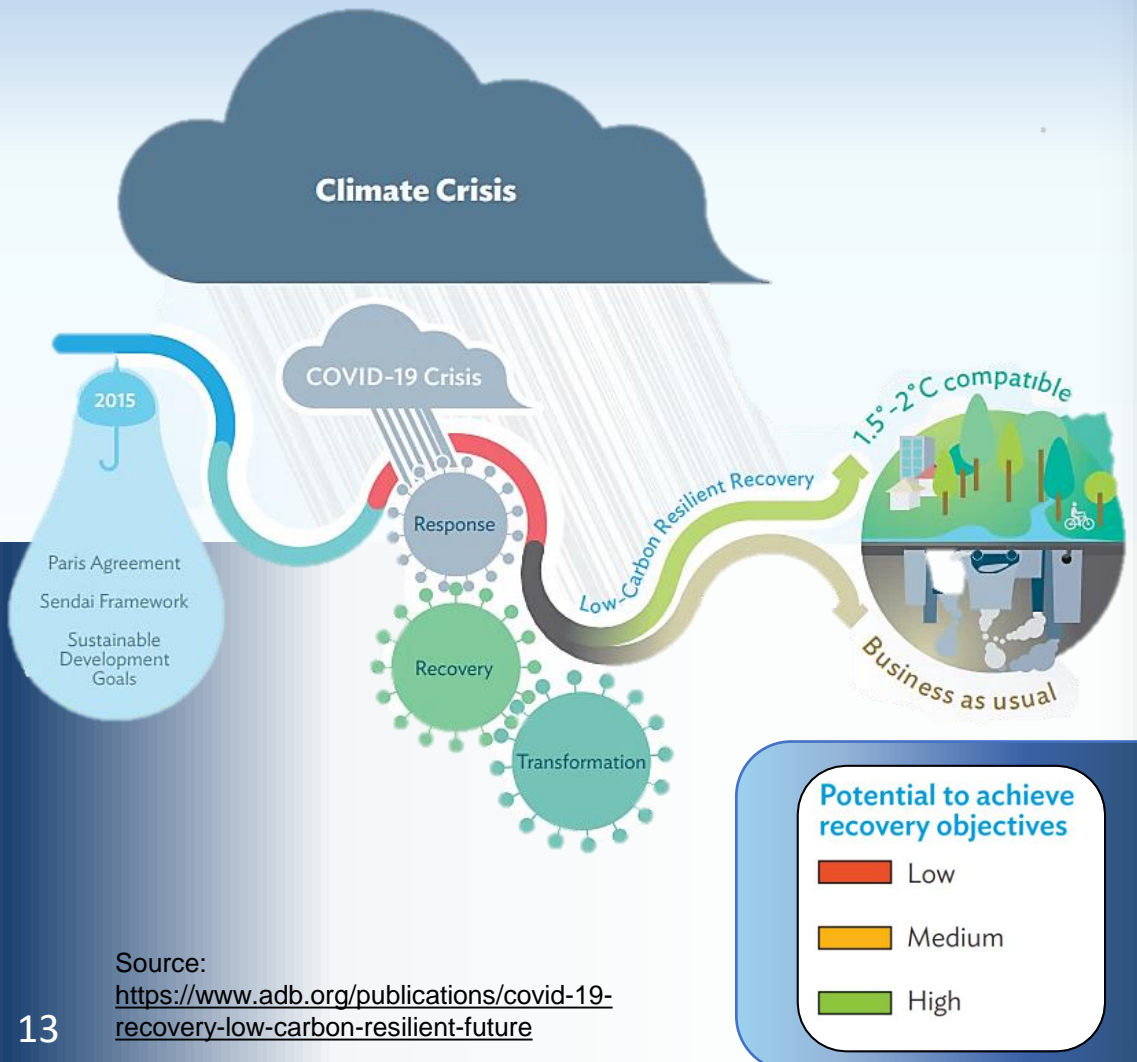 Climate Crisis
COVID-19 Crisis
2015
Paris Agreement
Sendai Framework
Sustainable
Development
Goals
Response
Recovery
Transformation
Low-Carbon Resilient Recovery
1.5°-2°C compatible
Business as usual
Potential to achieve
recovery objectives
Low
Medium
High
Source:
https://www.adb.org/publications/covid-19-
recovery-low-carbon-resilient-future
13